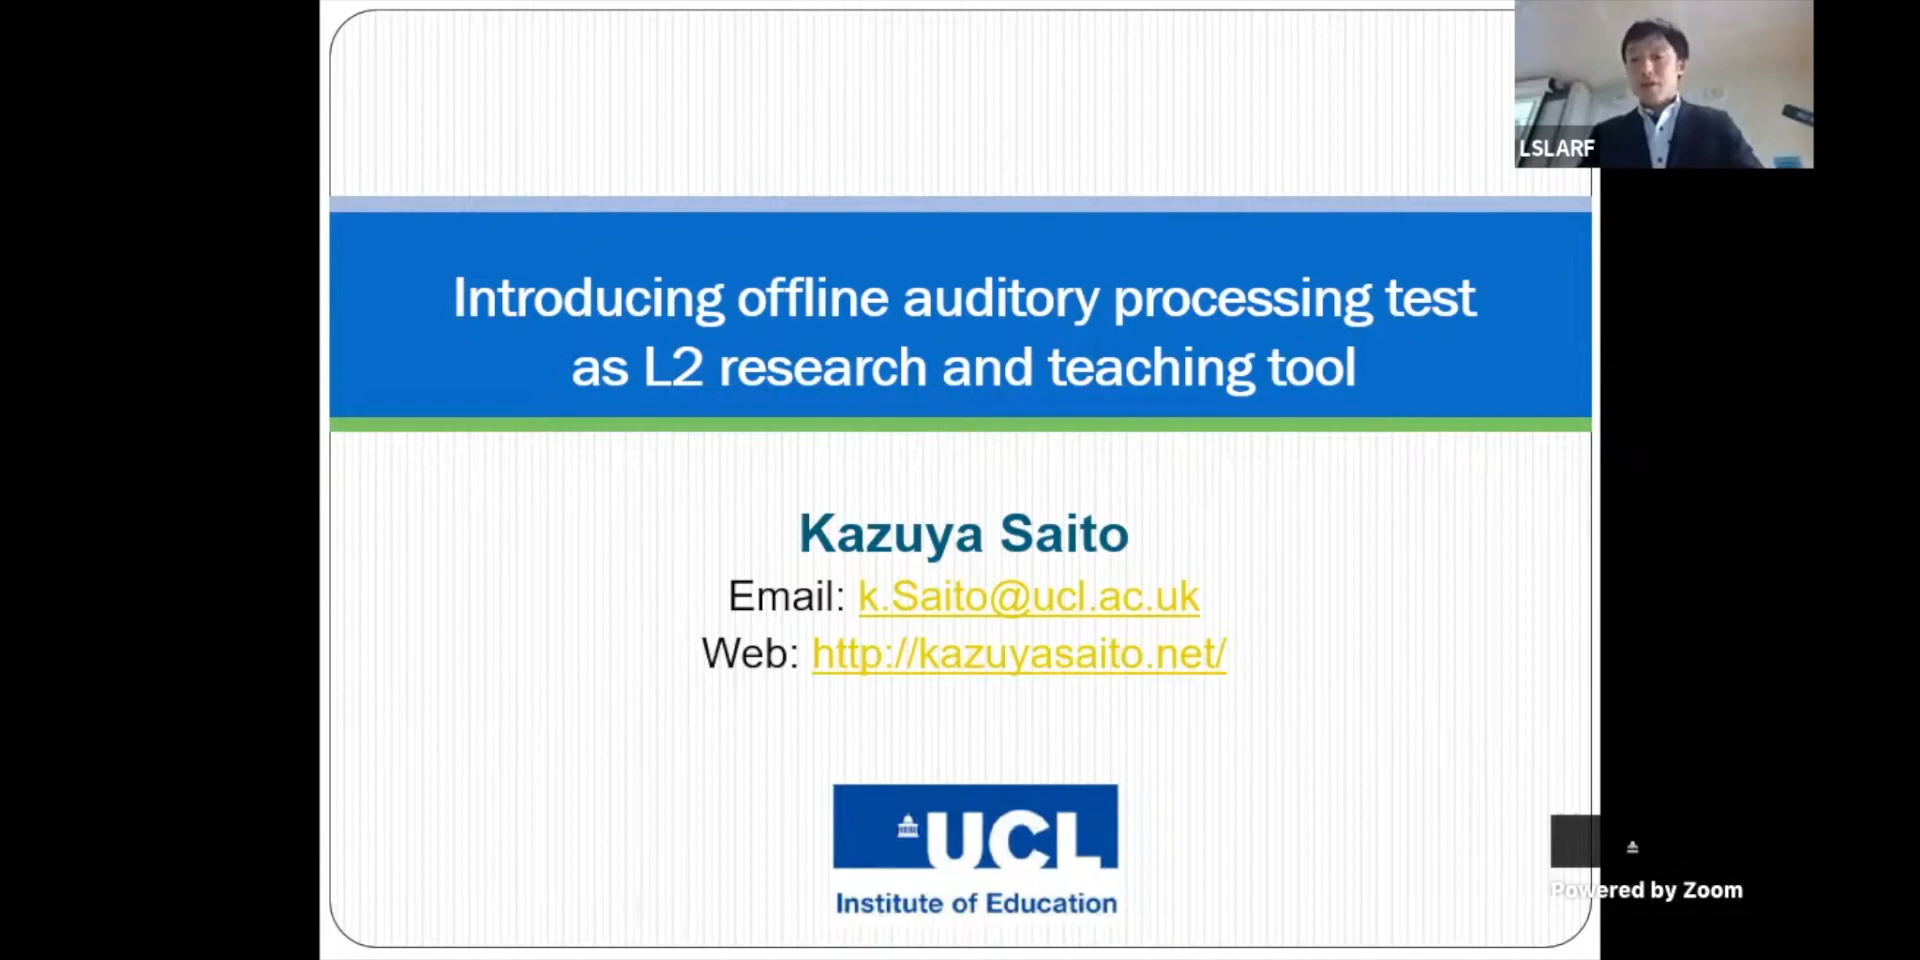 LSLARF
Introducing offline auditory processing test
as L2 research and teaching tool
Kazuya Saito
Email: k.Saito@ucl.ac.uk
Web: http://kazuyasaito.net/
UCL
Institute of Education
Powered by Zoom